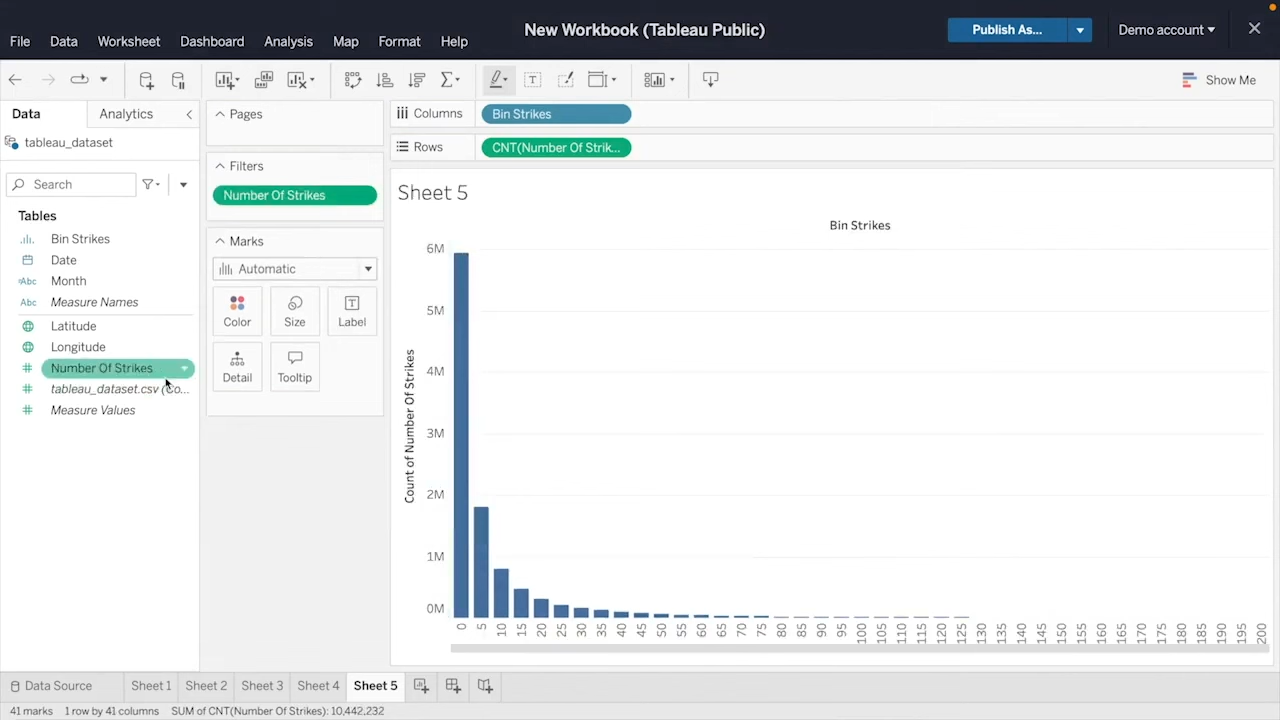 New Workbook (Tableau Public)
Publish As...
Demo account
File Data Worksheet Dashboard Analysis Map Format Help
Show Me
Data Analytics
tableau_dataset
Search
Tables
Bin Strikes
Date
Abc Month
Abc Measure Names
Latitude
Longitude
Number Of Strikes
tableau_dataset.csv (Co...
Measure Values
Pages
Filters
Number Of Strikes
Marks
Automatic
Color Size Label
Detail Tooltip
Columns Bin Strikes
Rows CNT(Number Of Strik...
Sheet 5
Bin Strikes
Count of Number Of Strikes
6M
5M
4M
3M
2M
1M
0M
0 5 10 15 20 25 30 35 40 45 50 55 60 65 70 75 80 85 90 95 100 105 110 115 120 125 130 135 140 145 150 155 160 165 170 175 180 185 190 195 200
Data Source Sheet 1 Sheet 2 Sheet 3 Sheet 4 Sheet 5
41 marks 1 row by 41 columns SUM of CNT(Number Of Strikes): 10,442,232